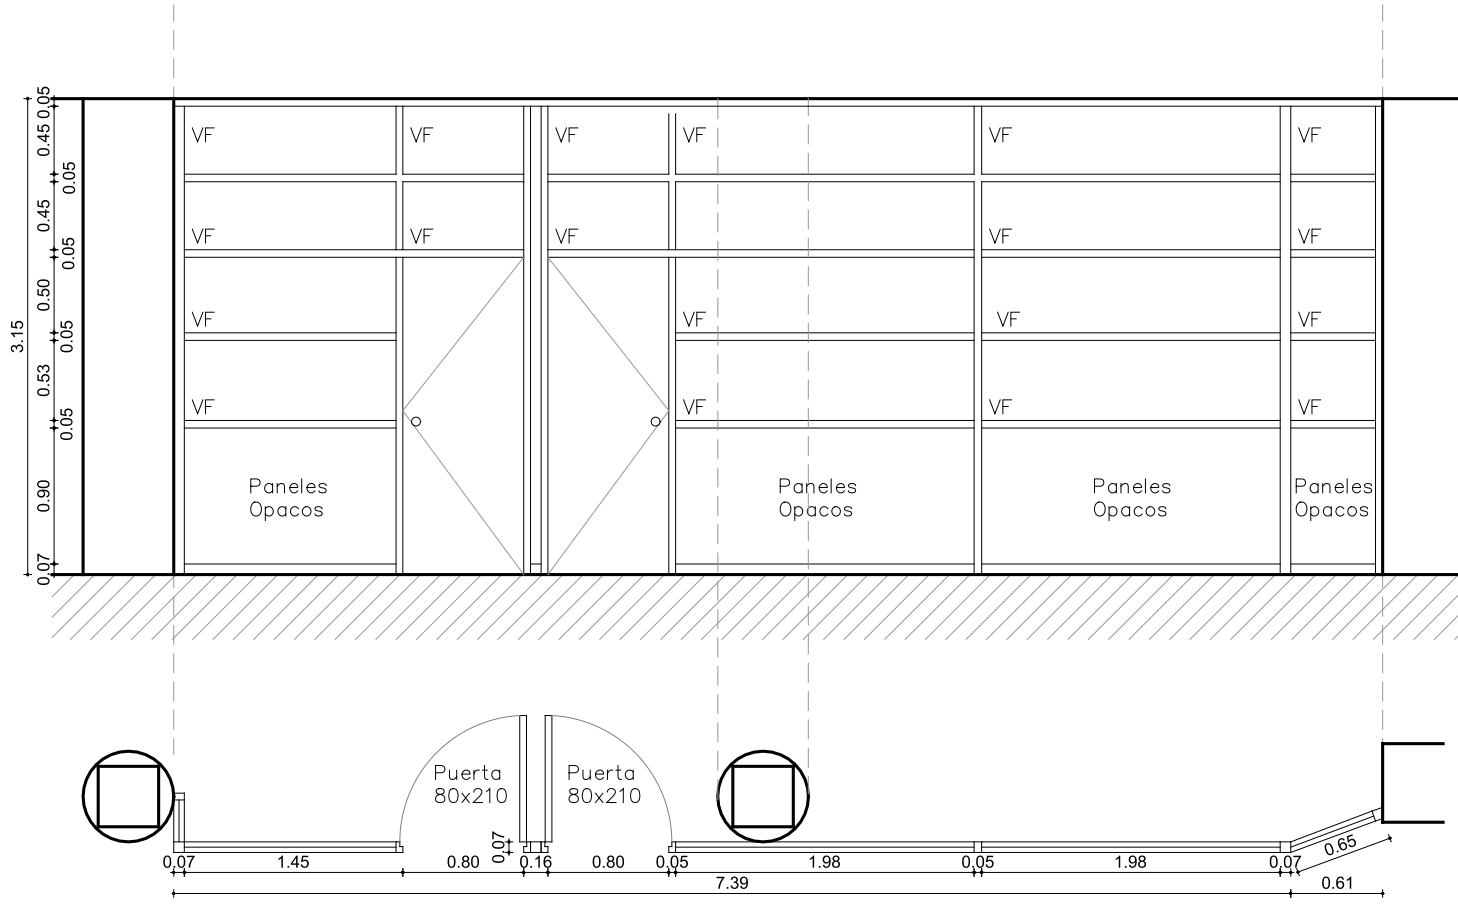 0.05
0.45
0.05
0.45
0.05
0.50
0.05
0.53
0.05
0.90
0.07
3.15
VF VF VF VF VF VF
VF VF VF VF VF
VF VF VF VF
VF VF VF VF
Paneles Paneles Paneles Paneles
Opacos Opacos Opacos Opacos
Puerta Puerta
80x210 80x210
0.07
0.07 1.45 0.80 0.16 0.80 0.05 1.98 0.05 1.98 0.07
0.65
7.39 0.61